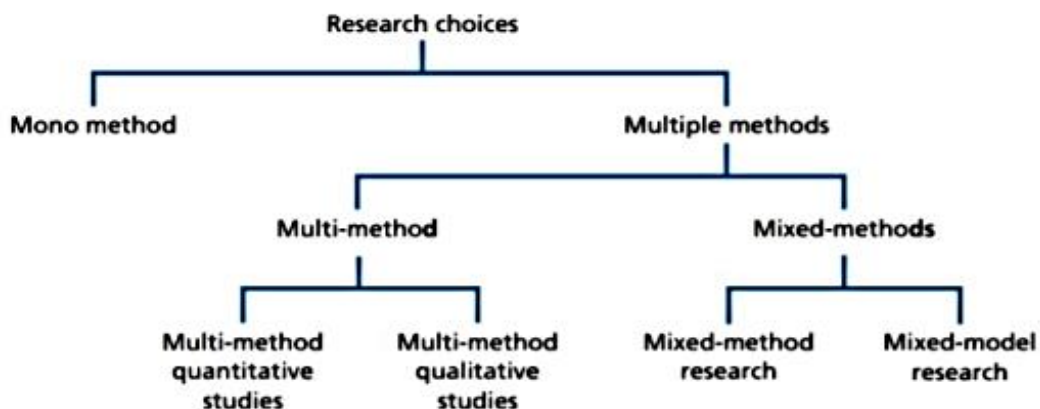 Research choices
Mono method
Multiple methods
Multi-method
Mixed-methods
Multi-method
quantitative
studies
Multi-method
qualitative
studies
Mixed-method
research
Mixed-model
research